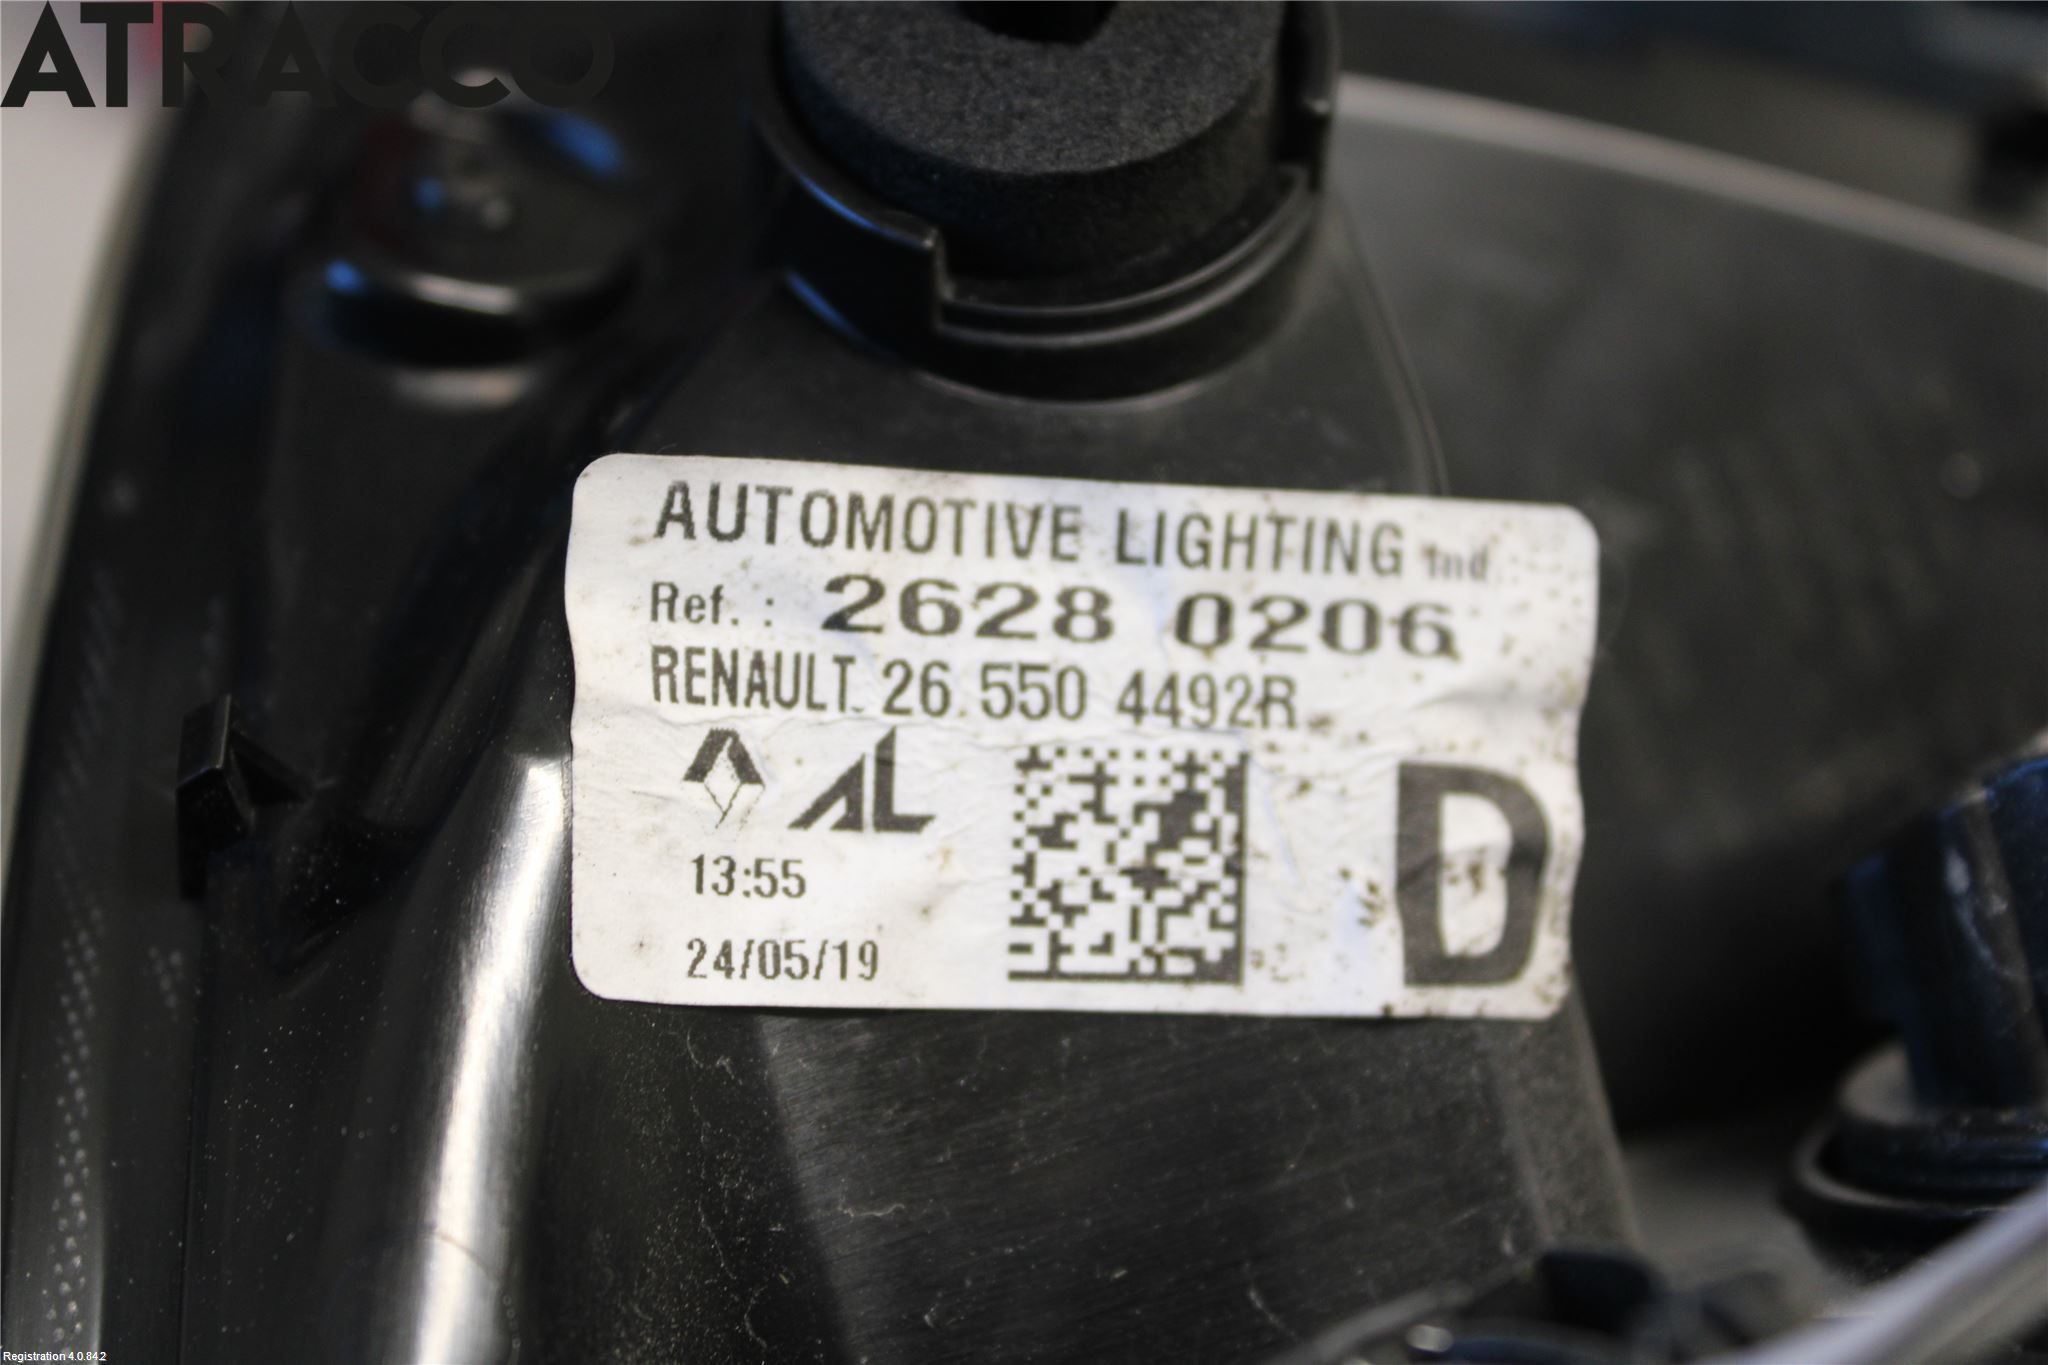 ATRACCO
AUTOMOTIVE LIGHTING Ind
Ref. : 2628 0206
RENAULT 26 550 4492R
AL
13:55
D
24/05/19
Registration 4.0.84.2